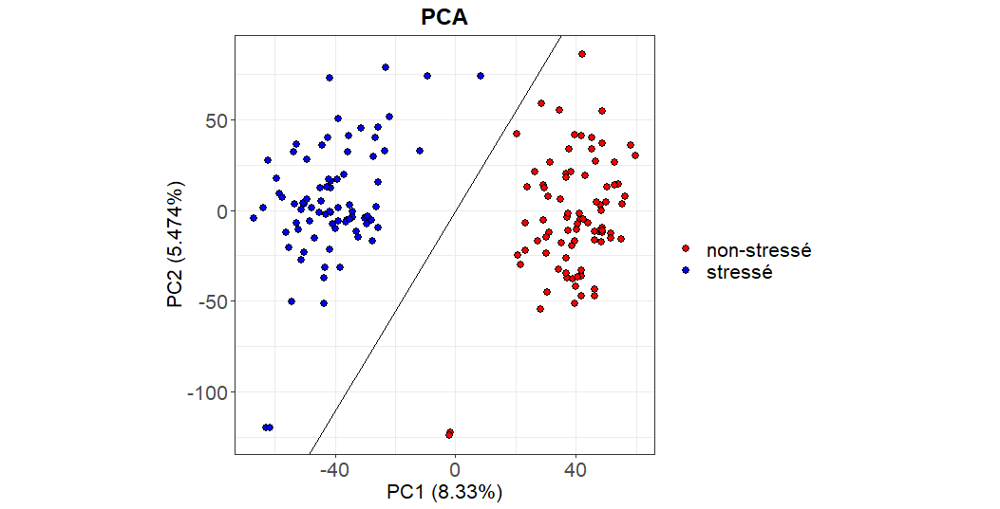 PCA
50
0
-50
-100
PC2 (5.474%)
-40
0
40
PC1 (8.33%)
non-stressé
stressé